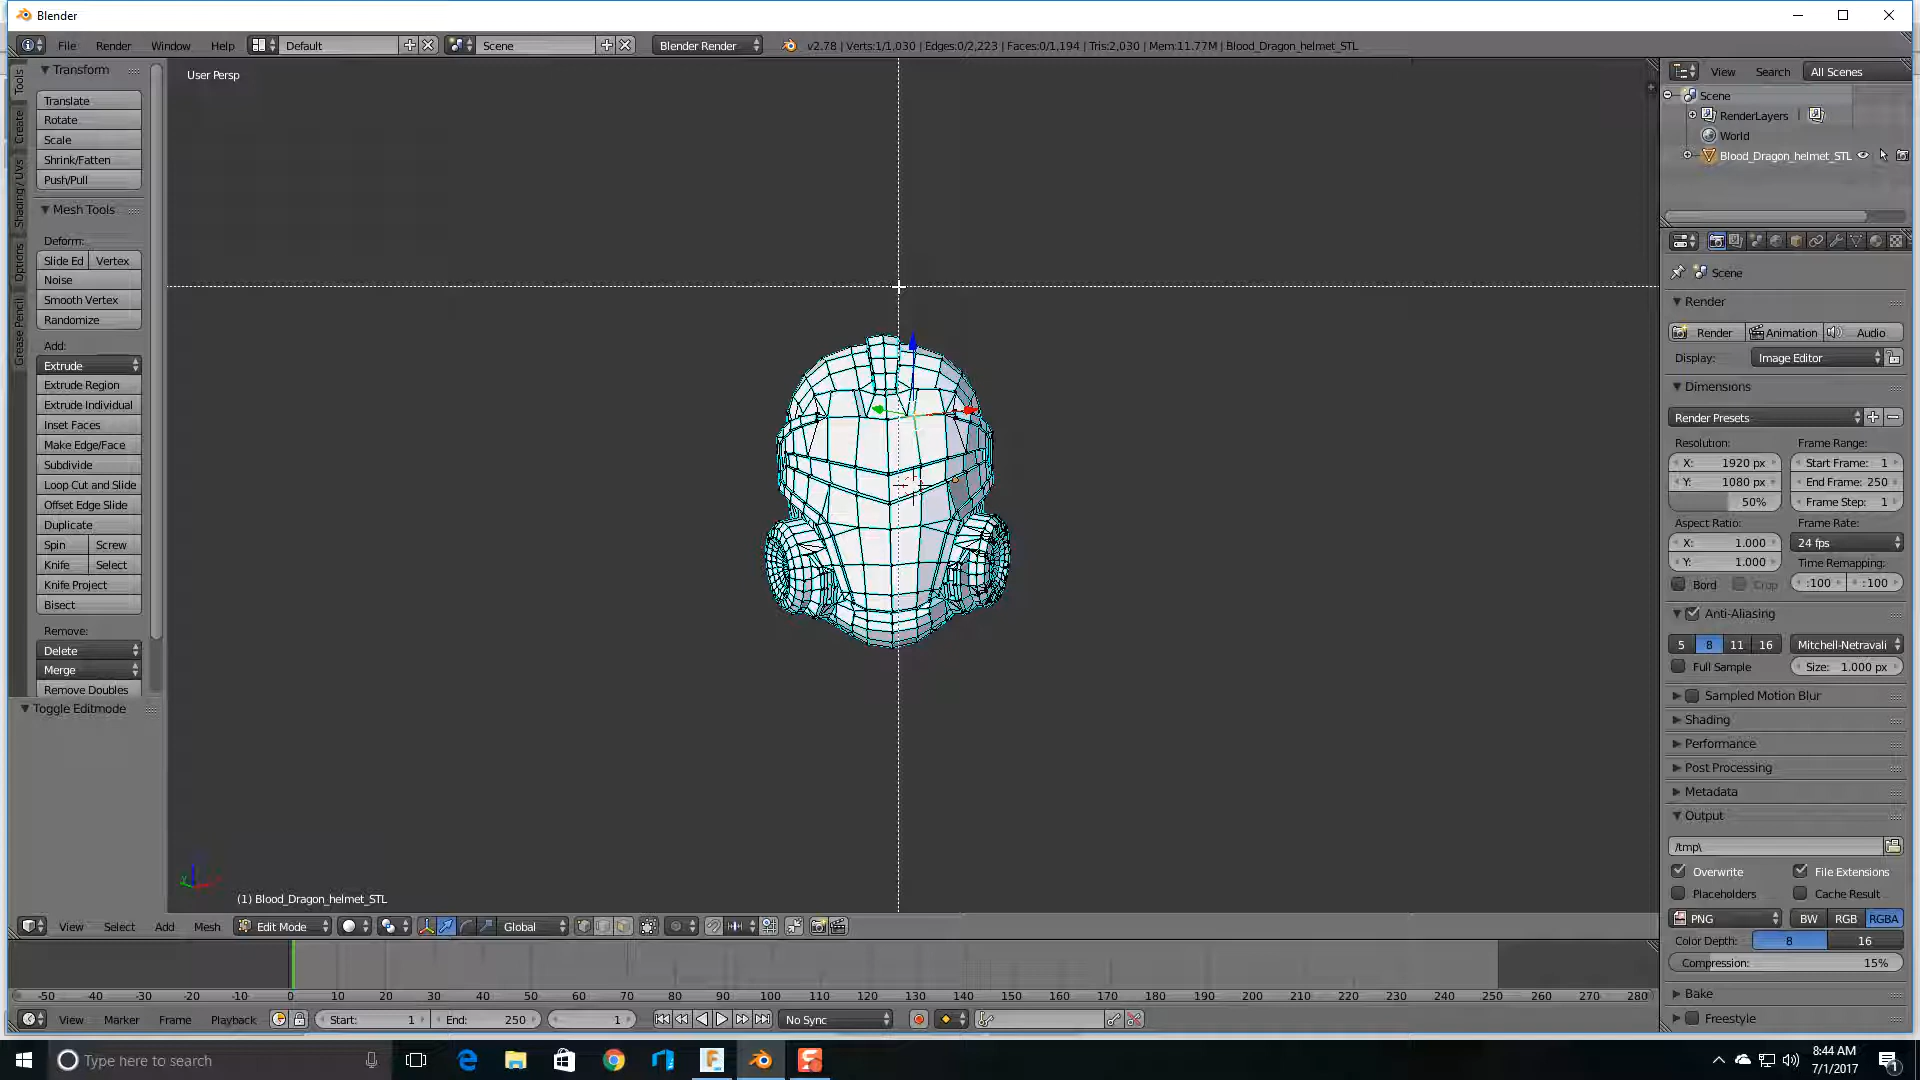 Blender
File Render Window Help Default Scene Blender Render v2.78 | Verts:1/1,030 | Edges:0/2,223 | Faces:0/1,194 | Tris:2,030 | Mem:11.77M | Blood_Dragon_helmet_STL
Tools
Create
Shading / UVs
Options
Grease Pencil
Transform
Translate
Rotate
Scale
Shrink/Fatten
Push/Pull
Mesh Tools
Deform:
Slide Ed Vertex
Noise
Smooth Vertex
Randomize
Add:
Extrude
Extrude Region
Extrude Individual
Inset Faces
Make Edge/Face
Subdivide
Loop Cut and Slide
Offset Edge Slide
Duplicate
Spin Screw
Knife Select
Knife Project
Bisect
Remove:
Delete
Merge
Remove Doubles
Toggle Editmode
User Persp
(1) Blood_Dragon_helmet_STL
View Select Add Mesh Edit Mode Global
-50 -40 -30 -20 -10 0 10 20 30 40 50 60 70 80 90 100 110 120 130 140 150 160 170 180 190 200 210 220 230 240 250 260 270 280
View Marker Frame Playback Start: 1 End: 250 1 No Sync
View Search All Scenes
Scene
RenderLayers |
World
Blood_Dragon_helmet_STL
Scene
Render
Render Animation Audio
Display: Image Editor
Dimensions
Render Presets
Resolution: Frame Range:
X: 1920 px Start Frame: 1
Y: 1080 px End Frame: 250
50% Frame Step: 1
Aspect Ratio: Frame Rate:
X: 1.000 24 fps
Y: 1.000 Time Remapping:
Bord Crop :100 :100
Anti-Aliasing
5 8 11 16 Mitchell-Netravali
Full Sample Size: 1.000 px
Sampled Motion Blur
Shading
Performance
Post Processing
Metadata
Output
/tmp\
Overwrite File Extensions
Placeholders Cache Result
PNG BW RGB RGBA
Color Depth: 8 16
Compression: 15%
Bake
Freestyle
Type here to search
8:44 AM
7/1/2017